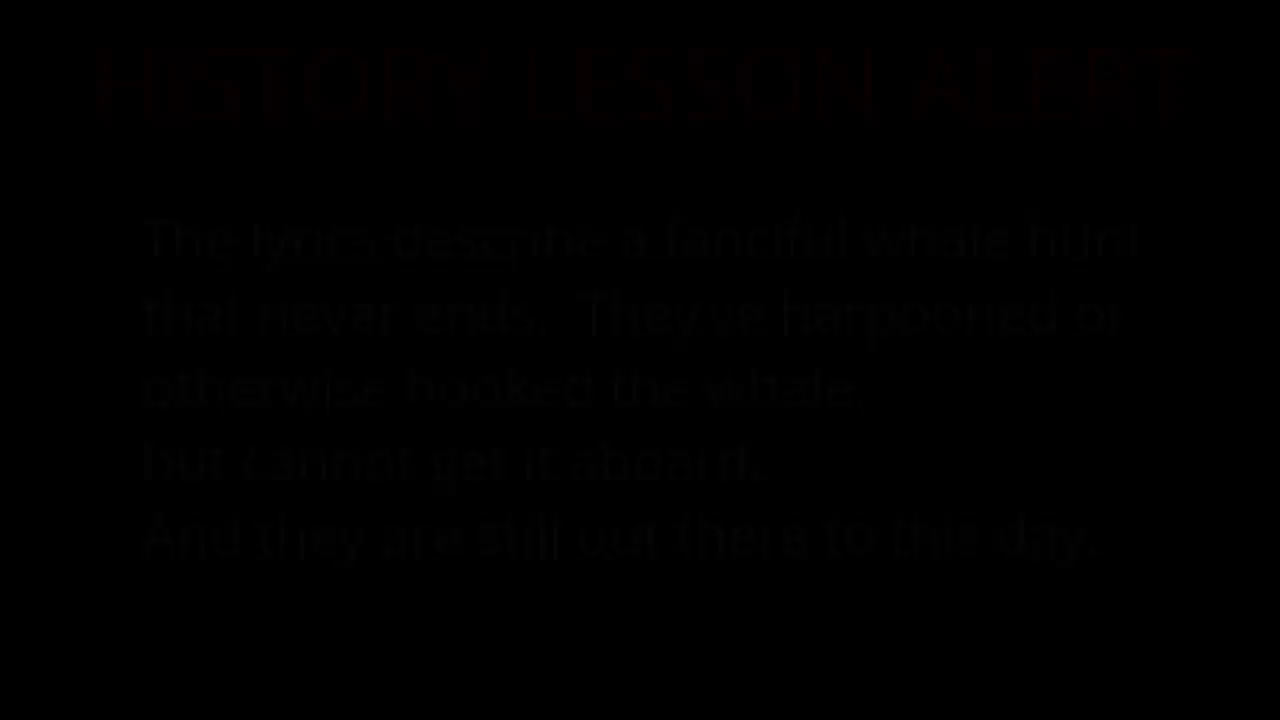 HISTORY LESSON ALERT
The lyrics describe a fanciful whale hunt
that never ends. They've harpooned or
otherwise hooked the whale,
but cannot get it aboard.
And they are still out there to this day.